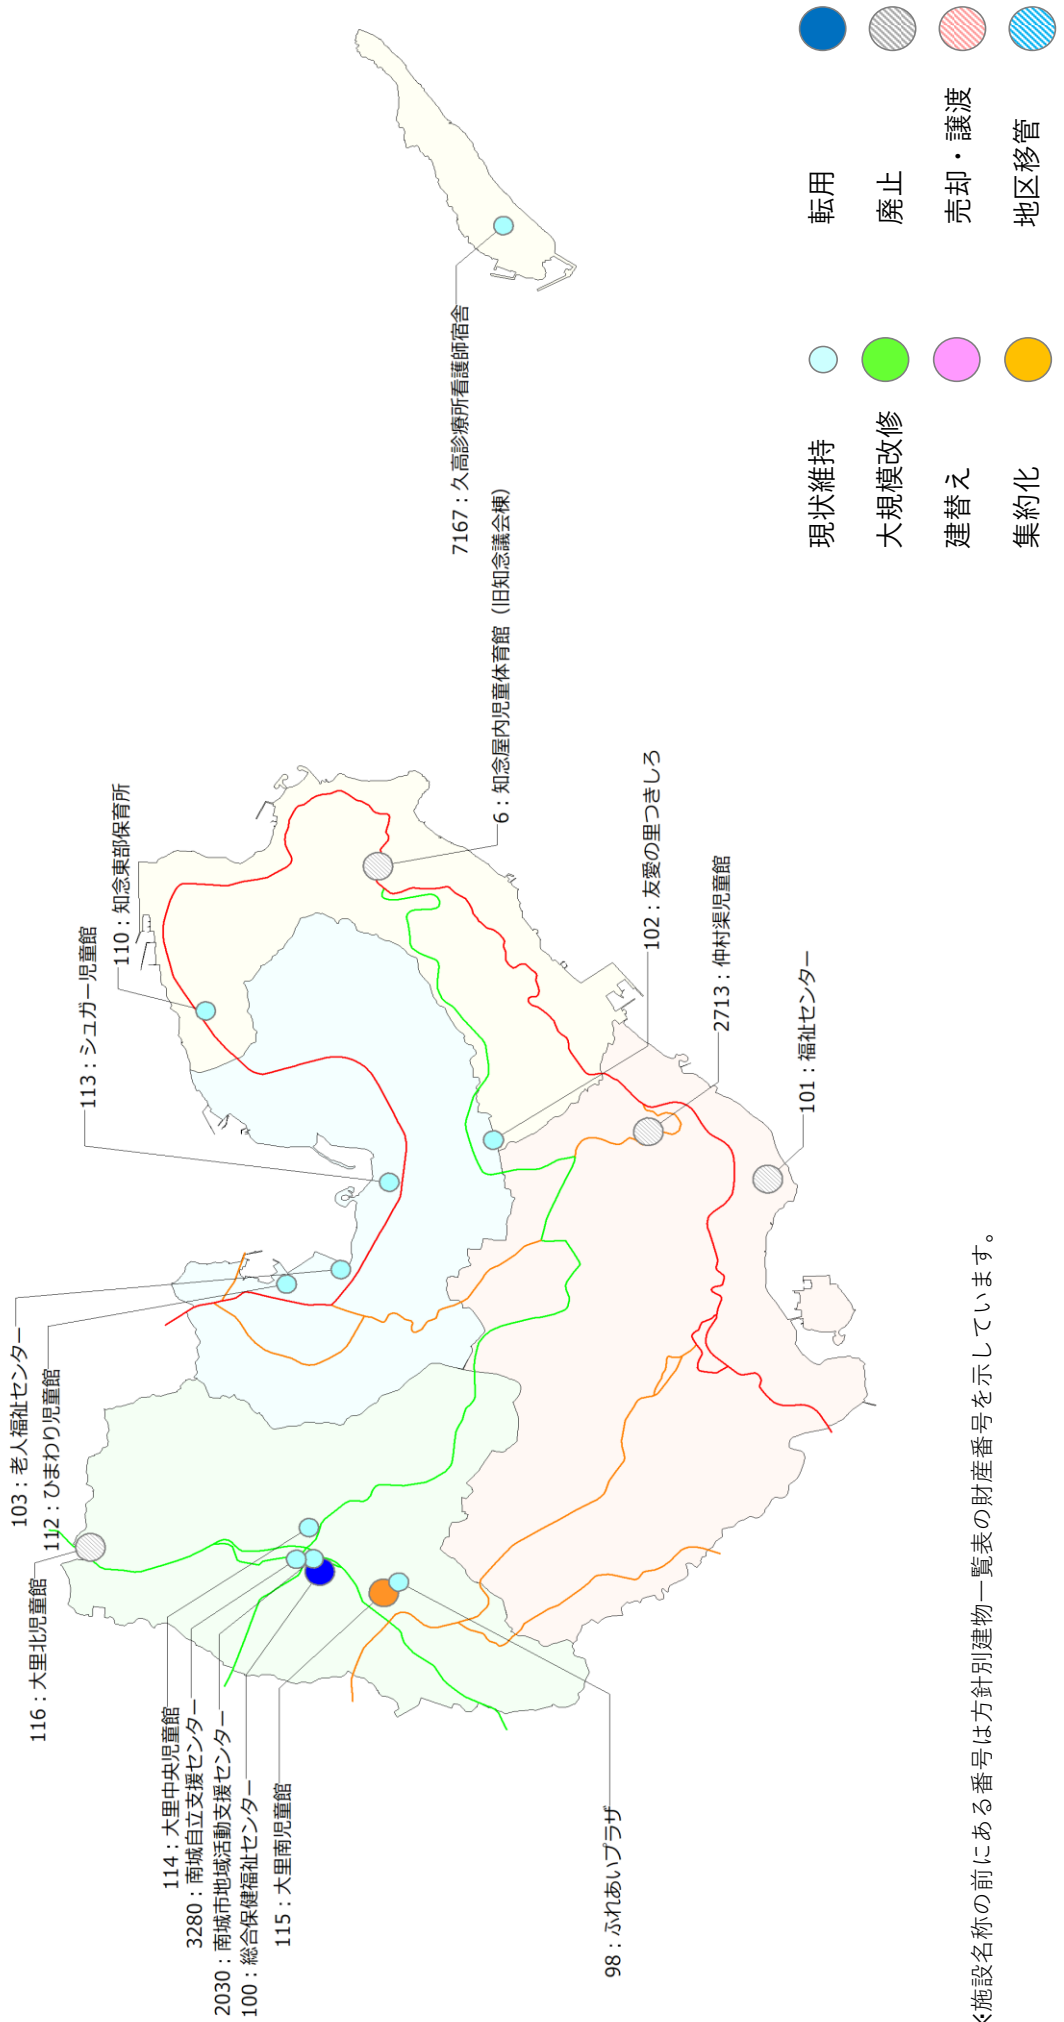 116：大里北児童館
103：老人福祉センター
112：ひまわり児童館
113：シュガー児童館
110：知念東部保育所
114：大里中央児童館
3280：南城自立支援センター
2030：南城市地域活動支援センター
100：総合保健福祉センター
115：大里南児童館
98：ふれあいプラザ
7167：久高診療所看護師宿舎
6：知念屋内児童体育館（旧知念議会棟）
102：友愛の里つきしろ
2713：仲村渠児童館
101：福祉センター
現状維持
転用
大規模改修
廃止
建替え
売却・譲渡
集約化
地区移管
※施設名称の前にある番号は方針別建物一覧表の財産番号を示しています。